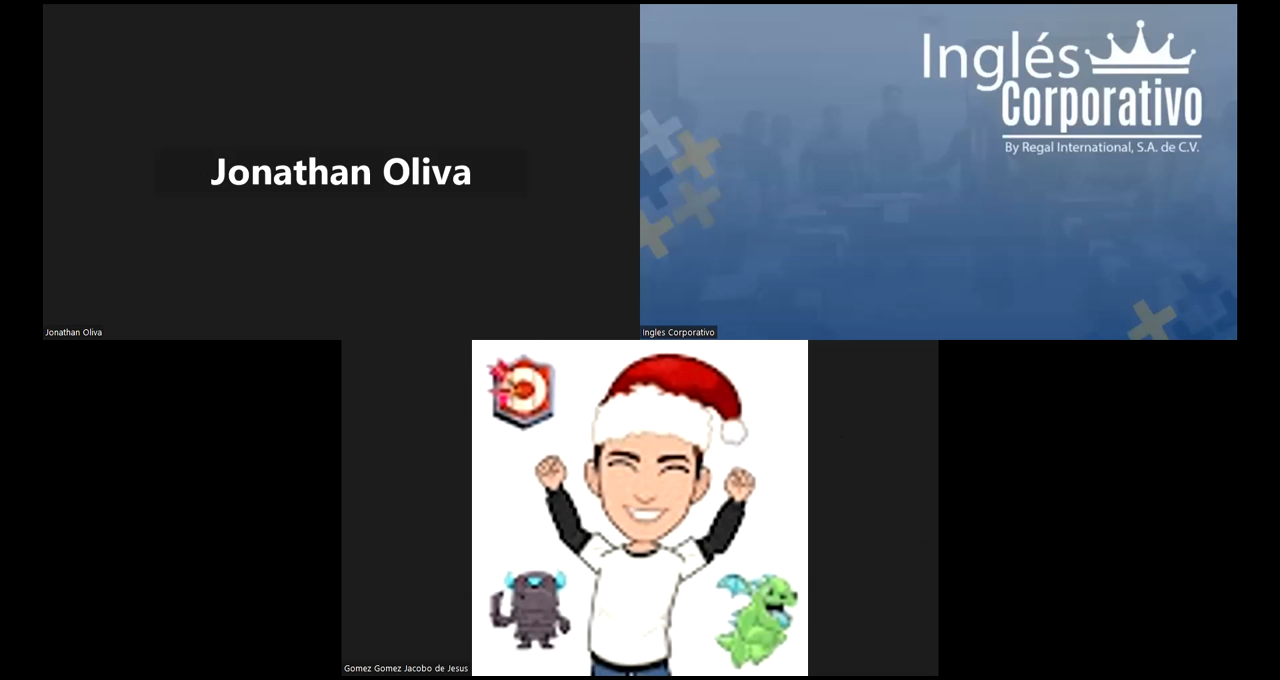 Jonathan Oliva
Jonathan Oliva
Inglés
Corporativo
By Regal International, S.A. de C.V.
Ingles Corporativo
Gomez Gomez Jacobo de Jesus